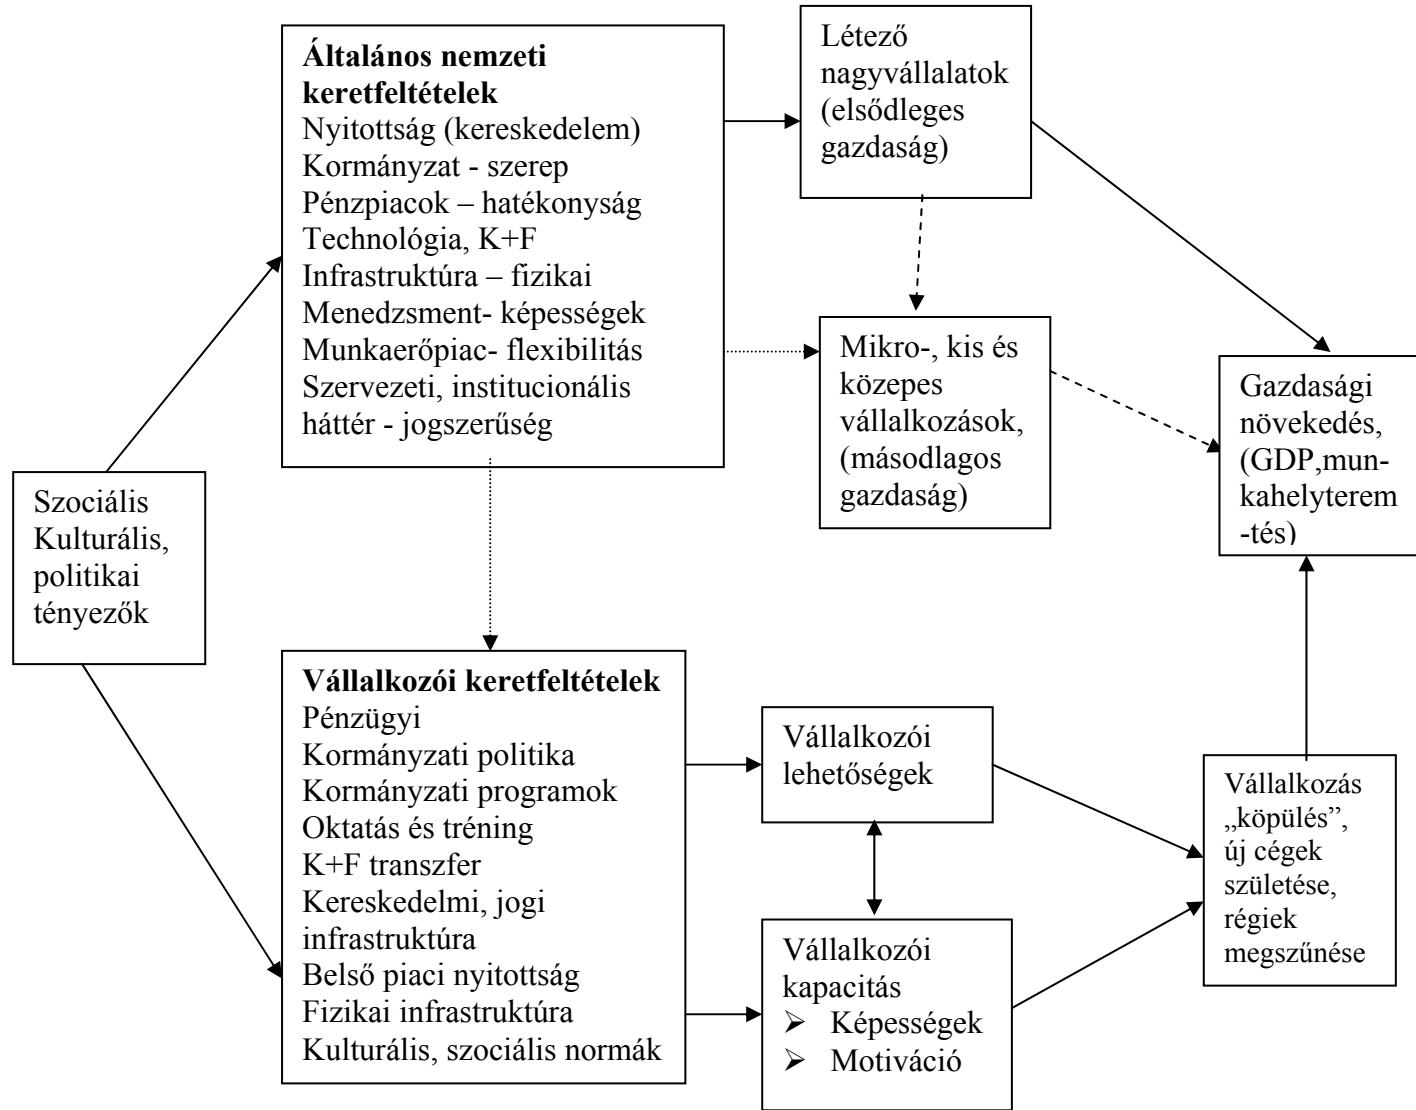 Általános nemzeti
keretfeltételek
Nyitottság (kereskedelem)
Kormányzat - szerep
Pénzpiacok – hatékonyság
Technológia, K+F
Infrastruktúra – fizikai
Menedzsment- képességek
Munkaerőpiac- flexibilitás
Szervezeti, institucionális
háttér - jogszerűség
Létező
nagyvállalatok
(elsődleges
gazdaság)
Mikro-, kis és
közepes
vállalkozások,
(másodlagos
gazdaság)
Gazdasági
növekedés,
(GDP,mun-
kahelyterem
-tés)
Szociális
Kulturális,
politikai
tényezők
Vállalkozói keretfeltételek
Pénzügyi
Kormányzati politika
Kormányzati programok
Oktatás és tréning
K+F transzfer
Kereskedelmi, jogi
infrastruktúra
Belső piaci nyitottság
Fizikai infrastruktúra
Kulturális, szociális normák
Vállalkozói
lehetőségek
Vállalkozói
kapacitás
➢ Képességek
➢ Motiváció
Vállalkozás
„köpülés”,
új cégek
születése,
régiek
megszűnése